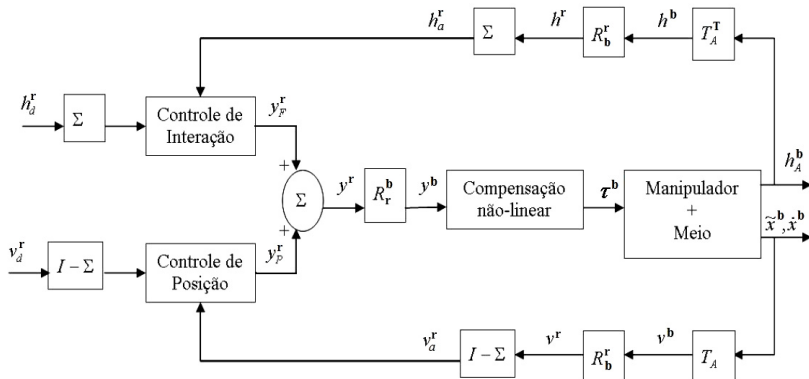 h_a^r Σ h^r R_b^r h^b T_A^T
h_d^r Σ Controle de
Interação y_F^r
h_A^b
+
Σ y^r R_r^b y^b Compensação
não-linear τ^b Manipulador
+
Meio x̃^b, ẋ^b
+
v_d^r I − Σ Controle de
Posição y_P^r
v_a^r I − Σ v^r R_b^r v^b T_A